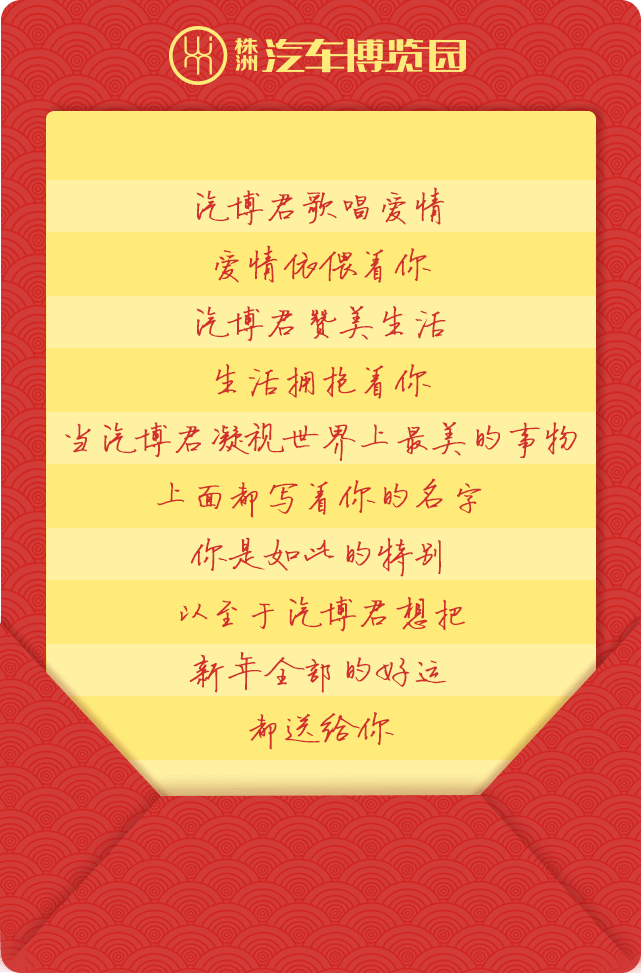 株洲汽车博览园
汽博君歌唱爱情
爱情依偎着你
汽博君赞美生活
生活拥抱着你
当汽博君凝视世界上最美的事物
上面都写着你的名字
你是如此的特别
以至于汽博君想把
新年全部的好运
都送给你